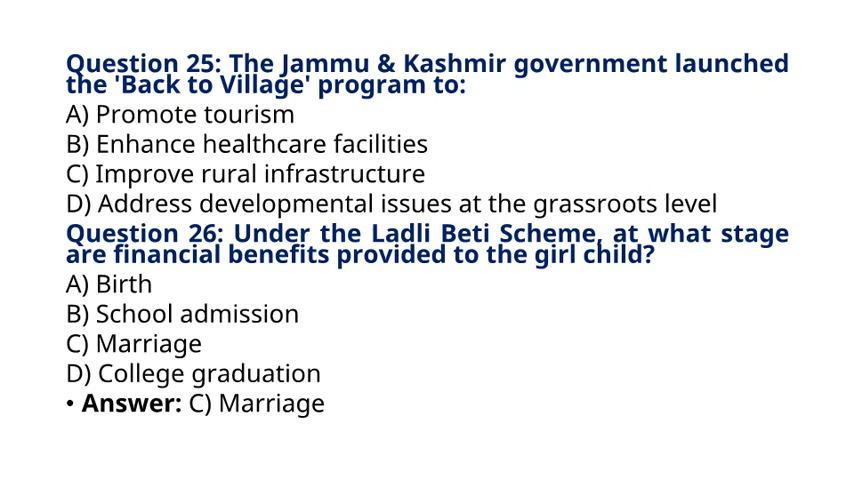 Question 25: The Jammu & Kashmir government launched
the 'Back to Village' program to:
A) Promote tourism
B) Enhance healthcare facilities
C) Improve rural infrastructure
D) Address developmental issues at the grassroots level
Question 26: Under the Ladli Beti Scheme, at what stage
are financial benefits provided to the girl child?
A) Birth
B) School admission
C) Marriage
D) College graduation
• Answer: C) Marriage